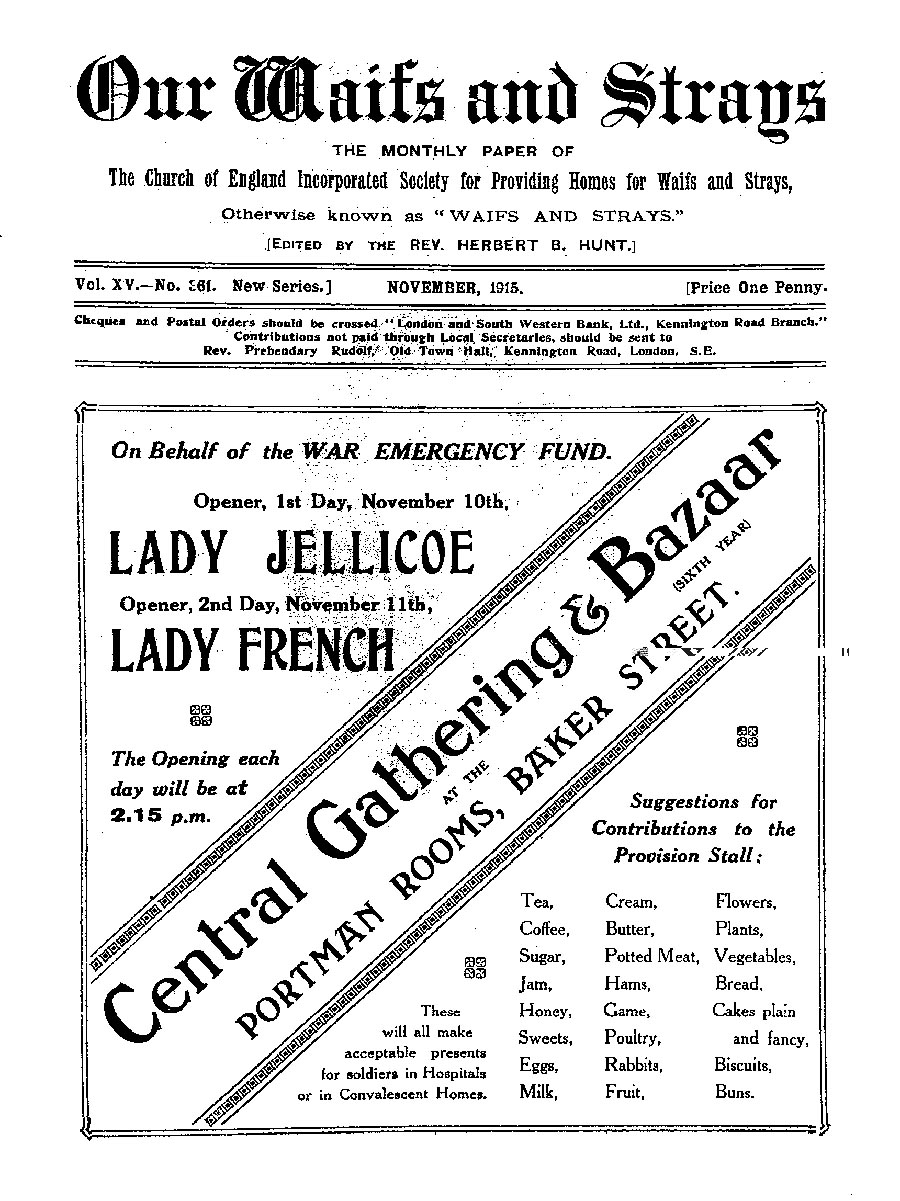 Our Waifs and Strays
THE MONTHLY PAPER OF
The Church of England Incorporated Society for Providing Homes for Waifs and Strays,
Otherwise known as "WAIFS AND STRAYS."
[EDITED BY THE REV. HERBERT B. HUNT.]
Vol. XV.—No. 361. New Series.] NOVEMBER, 1915. [Price One Penny.
Cheques and Postal Orders should be crossed "London and South Western Bank, Ltd., Kennington Road Branch."
Contributions not paid through Local Secretaries, should be sent to
Rev. Prebendary Rudolf, Old Town Hall, Kennington Road, London, S.E.
On Behalf of the WAR EMERGENCY FUND.
Opener, 1st Day, November 10th,
LADY JELLICOE
Opener, 2nd Day, November 11th,
LADY FRENCH
The Opening each
day will be at
2.15 p.m.
Central Gathering & Bazaar
(SIXTH YEAR)
AT THE
PORTMAN ROOMS, BAKER STREET.
Suggestions for
Contributions to the
Provision Stall:
Tea, Cream, Flowers,
Coffee, Butter, Plants,
Sugar, Potted Meat, Vegetables,
Jam, Hams, Bread,
Honey, Game, Cakes plain
Sweets, Poultry, and fancy,
Eggs, Rabbits, Biscuits,
Milk, Fruit, Buns.
These
will all make
acceptable presents
for soldiers in Hospitals
or in Convalescent Homes.